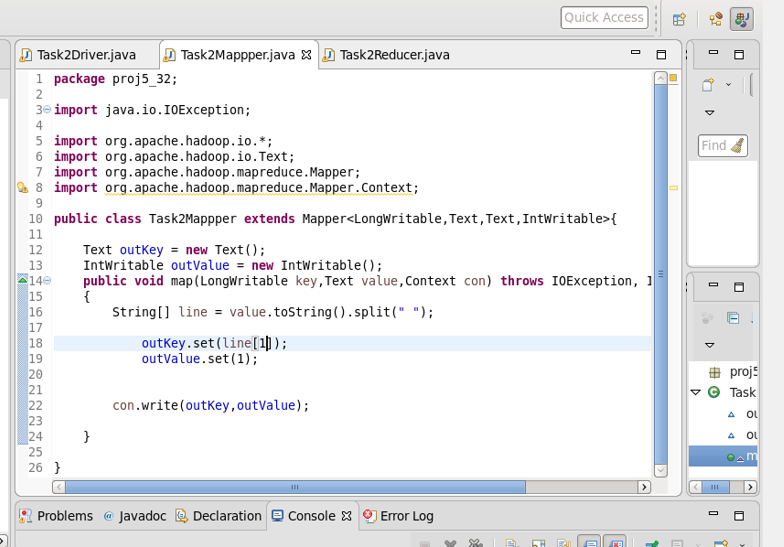 Quick Access
Task2Driver.java
Task2Mappper.java
Task2Reducer.java
1 package proj5_32;
2
3 import java.io.IOException;
4
5 import org.apache.hadoop.io.*;
6 import org.apache.hadoop.io.Text;
7 import org.apache.hadoop.mapreduce.Mapper;
8 import org.apache.hadoop.mapreduce.Mapper.Context;
9
10 public class Task2Mappper extends Mapper<LongWritable,Text,Text,IntWritable>{
11
12 Text outKey = new Text();
13 IntWritable outValue = new IntWritable();
14 public void map(LongWritable key,Text value,Context con) throws IOException, I
15 {
16 String[] line = value.toString().split(" ");
17
18 outKey.set(line[1]);
19 outValue.set(1);
20
21
22 con.write(outKey,outValue);
23
24 }
25
26 }
Find
proj5
Task
ou
ou
m
Problems
@ Javadoc
Declaration
Console
Error Log